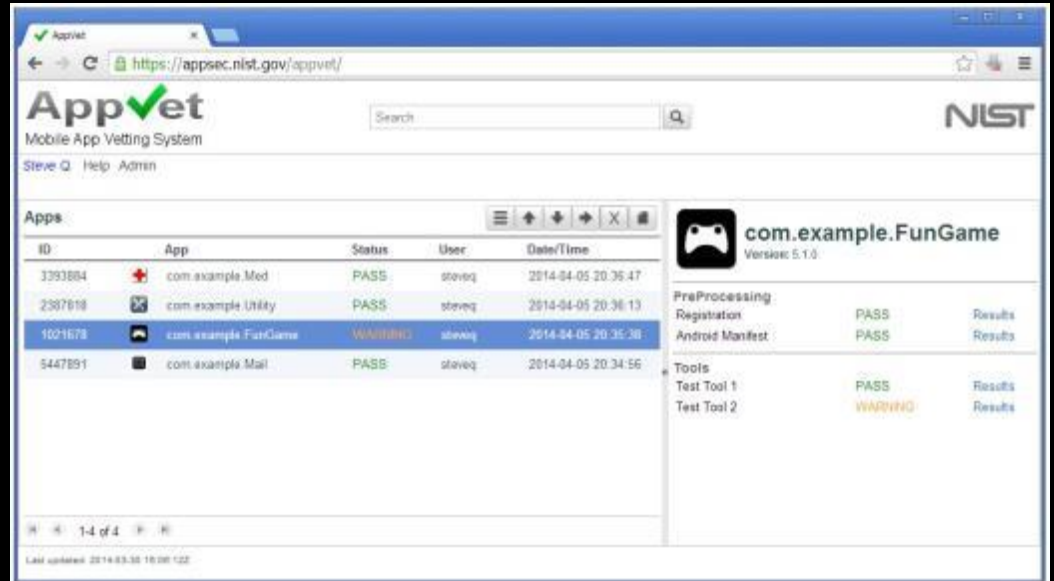 AppVet
https://appsec.nist.gov/appvet/
AppVet
Mobile App Vetting System
Search
NIST
Steve Q Help Admin
Apps
X
ID App Status User Date/Time
3393884 com.example.Med PASS steveq 2014-04-05 20:36:47
2387818 com.example.Utility PASS steveq 2014-04-05 20:36:13
1021678 com.example.FunGame WARNING steveq 2014-04-05 20:35:38
5447891 com.example.Mail PASS steveq 2014-04-05 20:34:56
1-4 of 4
com.example.FunGame
Version: 5.1.0
PreProcessing
Registration PASS Results
Android Manifest PASS Results
Tools
Test Tool 1 PASS Results
Test Tool 2 WARNING Results
Last updated: